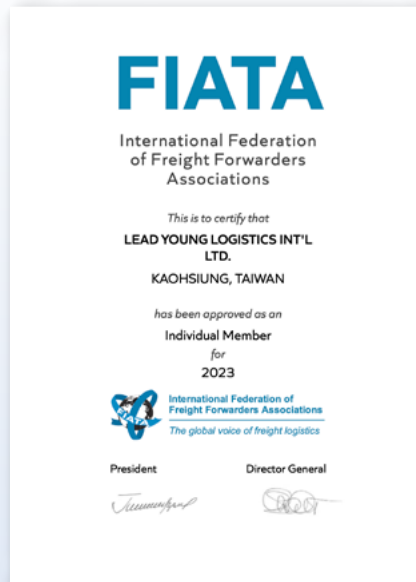 FIATA
International Federation
of Freight Forwarders
Associations
This is to certify that
LEAD YOUNG LOGISTICS INT'L
LTD.
KAOHSIUNG, TAIWAN
has been approved as an
Individual Member
for
2023
FIATA
International Federation of
Freight Forwarders Associations
The global voice of freight logistics
President Director General